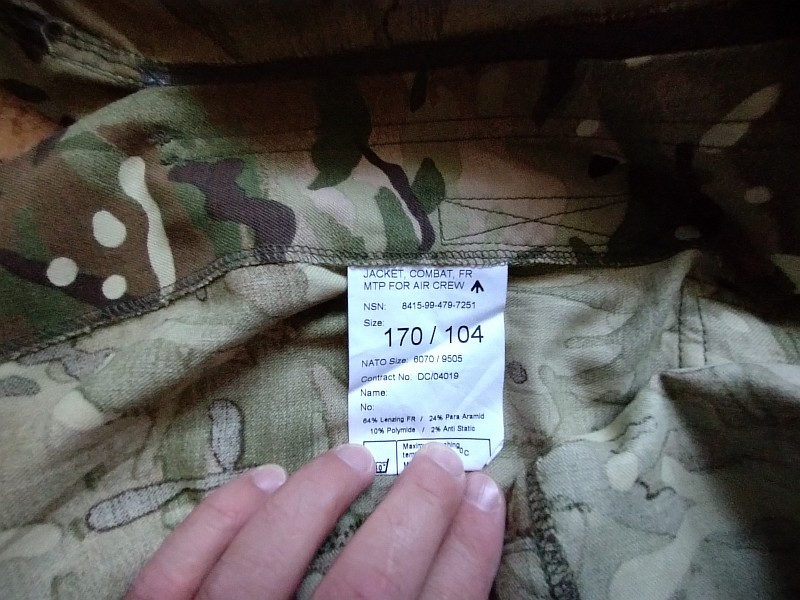 JACKET, COMBAT, FR
MTP FOR AIR CREW
NSN: 8415-99-479-7251
Size:
170 / 104
NATO Size: 6070 / 9505
Contract No. DC/04019
Name:
No:
64% Lenzing FR / 24% Para Aramid
10% Polymide / 2% Anti Static